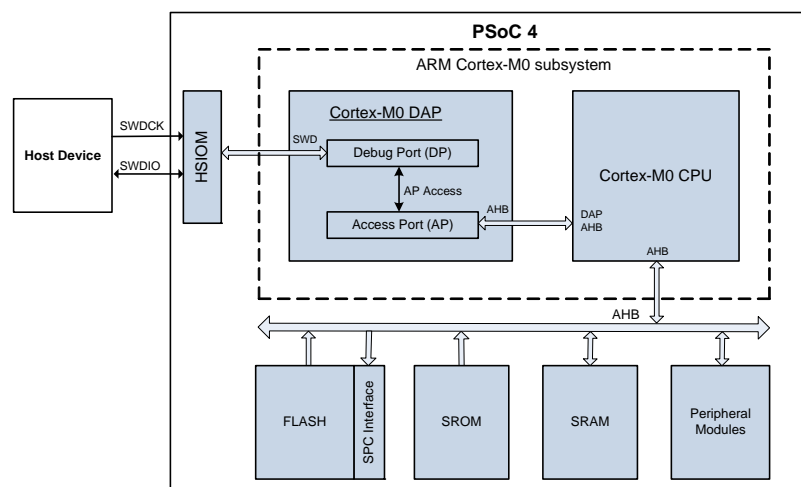 PSoC 4
ARM Cortex-M0 subsystem
Host Device
SWDCK
SWDIO
HSIOM
SWD
Cortex-M0 DAP
Debug Port (DP)
AP Access
Access Port (AP)
AHB
Cortex-M0 CPU
DAP
AHB
AHB
AHB
FLASH
SPC Interface
SROM
SRAM
Peripheral
Modules